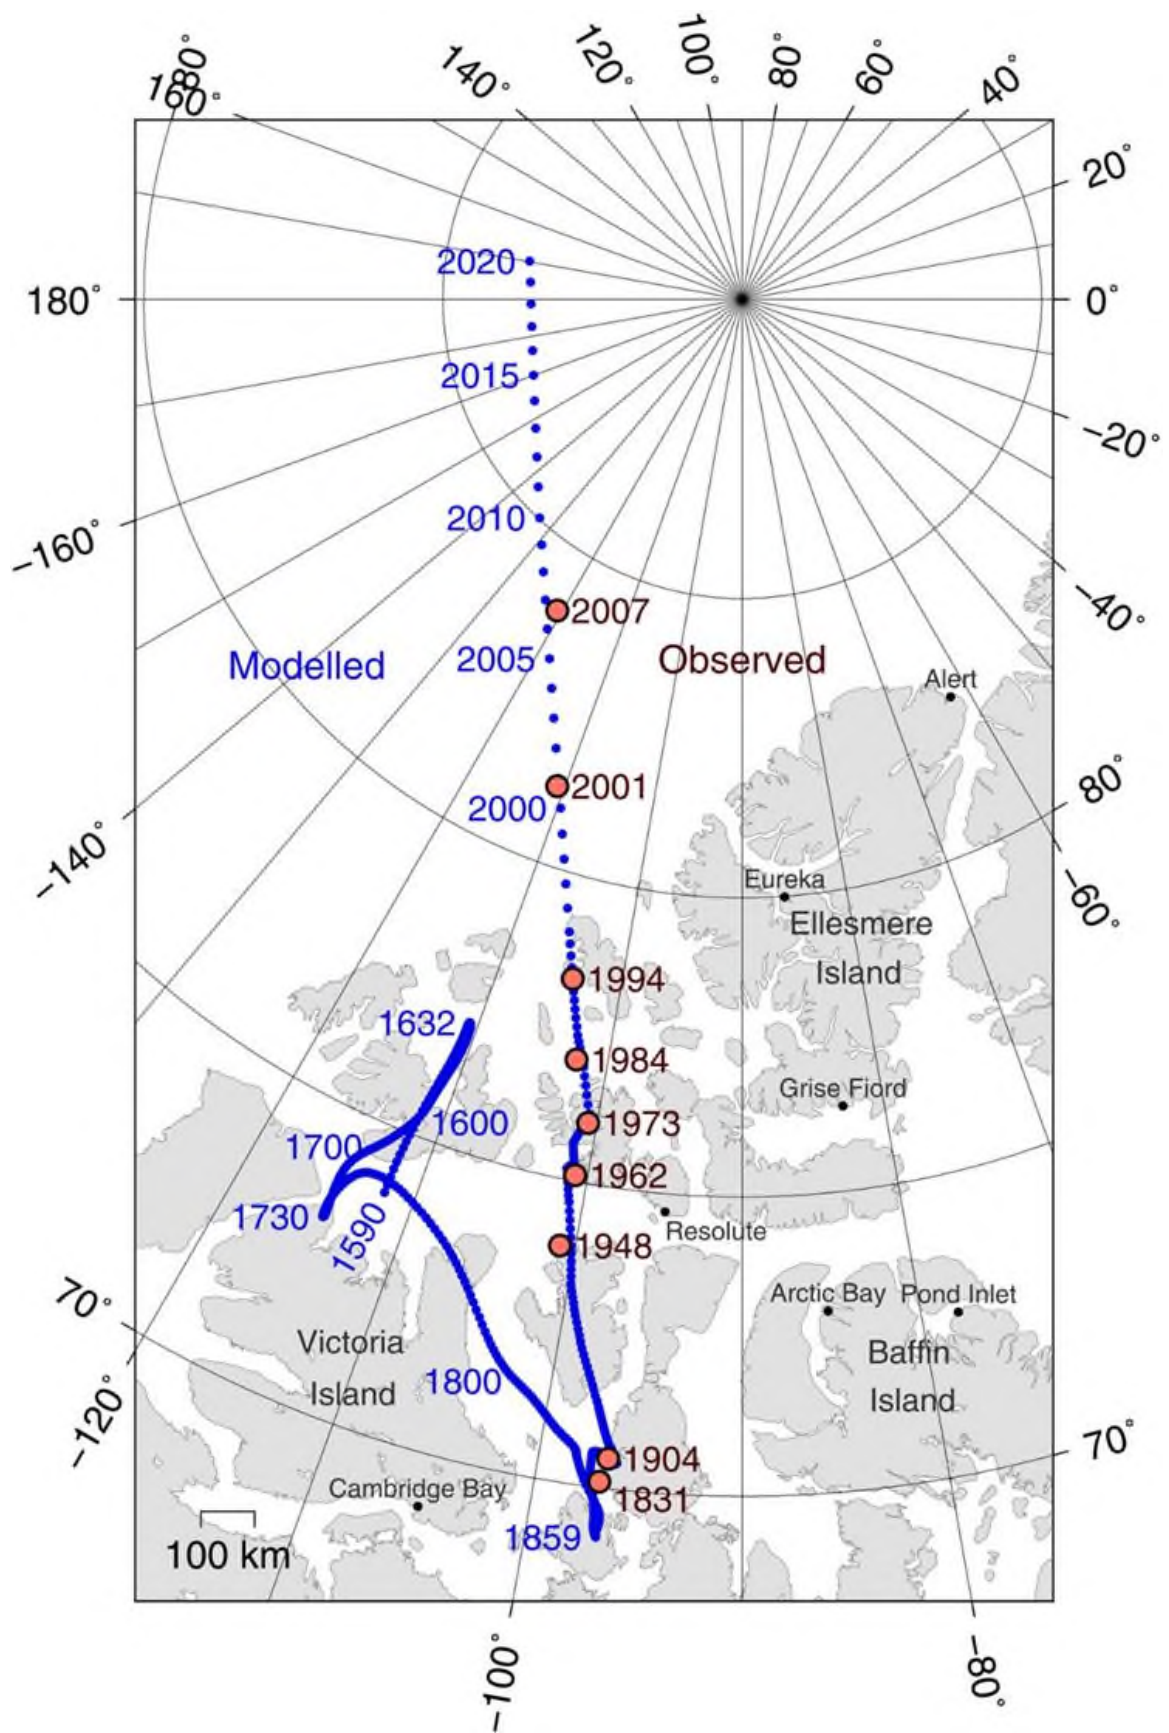 180°
160°
140°
120°
100°
80°
60°
40°
20°
2020
180°
0°
2015
-20°
2010
-160°
-40°
2007
2005
Modelled
Observed
Alert
80°
2001
2000
-140°
Eureka
-60°
Ellesmere
Island
1994
1632
1984
Grise Fiord
1600
1973
1700
1962
1730
1590
Resolute
1948
70°
Arctic Bay
Pond Inlet
Victoria
Island
Baffin
Island
1800
-120°
70°
1904
Cambridge Bay
1831
1859
100 km
-100°
-80°